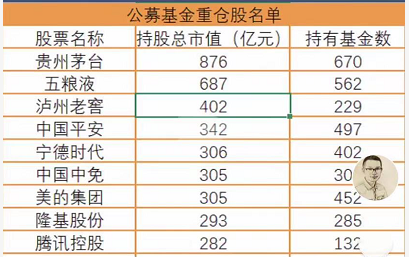 公募基金重仓股名单
股票名称 持股总市值（亿元） 持有基金数
贵州茅台 876 670
五粮液 687 562
泸州老窖 402 229
中国平安 342 497
宁德时代 306 402
中国中免 305
美的集团 305 452
隆基股份 293 285
腾讯控股 282 132